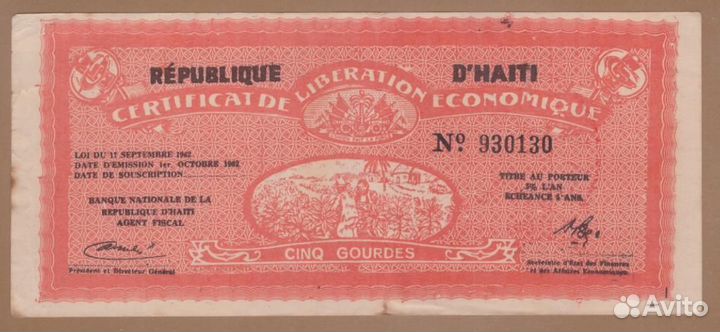 RÉPUBLIQUE D'HAITI
CERTIFICAT DE LIBERATION ECONOMIQUE
Nº 930130
LOI DU 17 SEPTEMBRE 1962
DATE D'EMISSION 1er. OCTOBRE 1962
DATE DE SOUSCRIPTION............
BANQUE NATIONALE DE LA
REPUBLIQUE D'HAITI
AGENT FISCAL
TITRE AU PORTEUR
5% L'AN
ECHEANCE
ANS.
CINQ GOURDES
Président et Directeur Général
Secrétaire d'Etat des Finances
et des Affaires Economiques
Avito